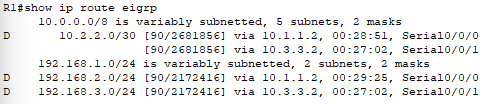 R1#show ip route eigrp
10.0.0.0/8 is variably subnetted, 5 subnets, 2 masks
D 10.2.2.0/30 [90/2681856] via 10.1.1.2, 00:28:51, Serial0/0/0
[90/2681856] via 10.3.3.2, 00:27:02, Serial0/0/1
192.168.1.0/24 is variably subnetted, 2 subnets, 2 masks
D 192.168.2.0/24 [90/2172416] via 10.1.1.2, 00:29:25, Serial0/0/0
D 192.168.3.0/24 [90/2172416] via 10.3.3.2, 00:27:02, Serial0/0/1